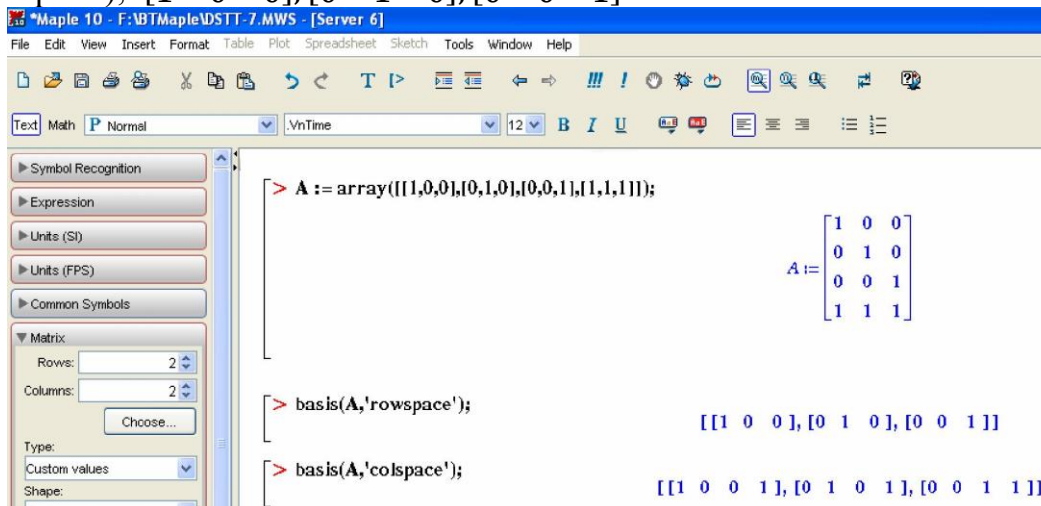 *Maple 10 - F:\BTMaple\DSTT-7.MWS - [Server 6]
File Edit View Insert Format Table Plot Spreadsheet Sketch Tools Window Help
Text Math P Normal .VnTime 12 B I U
Symbol Recognition
> A := array([[1,0,0],[0,1,0],[0,0,1],[1,1,1]]);
Expression
Units (SI)
Units (FPS)
Common Symbols
1 0 0
0 1 0
A :=
0 0 1
1 1 1
Matrix
Rows: 2
Columns: 2
Choose...
> basis(A,'rowspace');
[[1 0 0], [0 1 0], [0 0 1]]
Type:
Custom values
> basis(A,'colspace');
[[1 0 0 1], [0 1 0 1], [0 0 1 1]]
Shape: